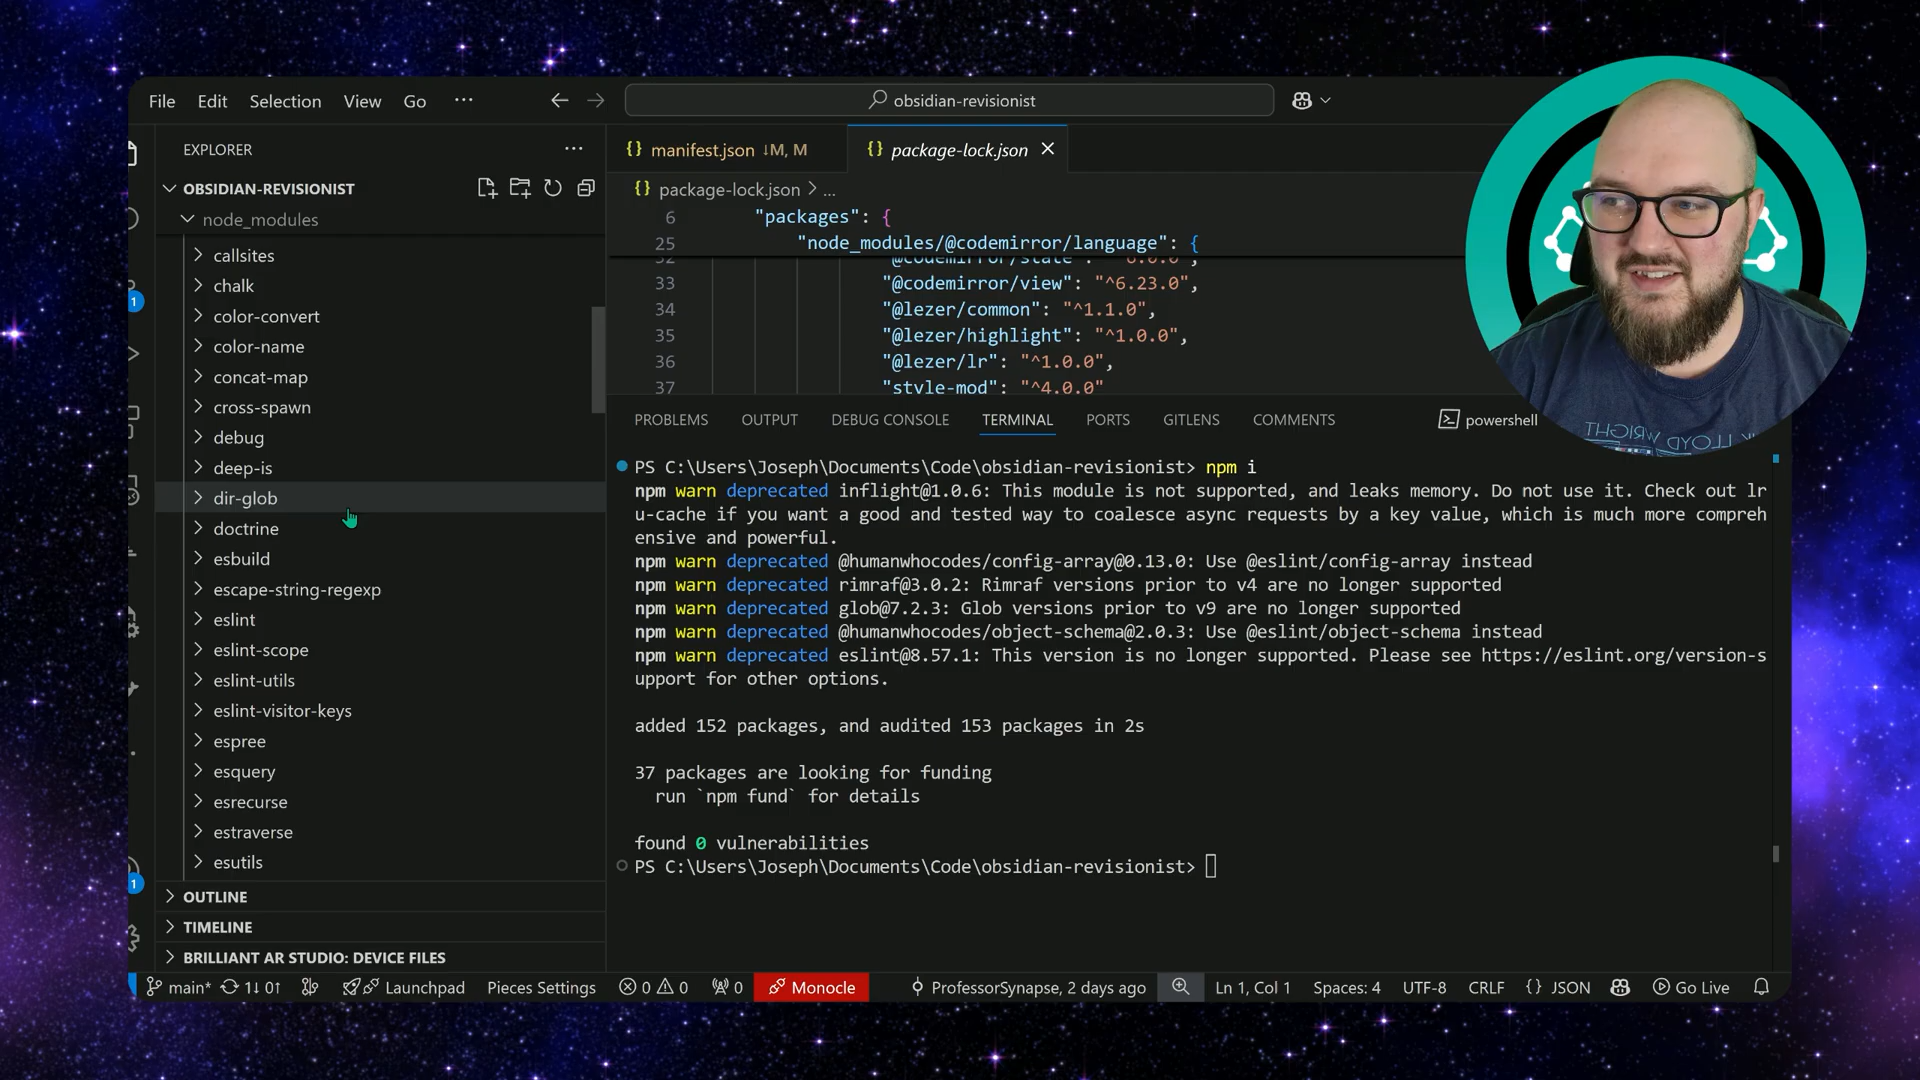 File Edit Selection View Go ...
obsidian-revisionist
EXPLORER
OBSIDIAN-REVISIONIST
node_modules
callsites
chalk
color-convert
color-name
concat-map
cross-spawn
debug
deep-is
dir-glob
doctrine
esbuild
escape-string-regexp
eslint
eslint-scope
eslint-utils
eslint-visitor-keys
espree
esquery
esrecurse
estraverse
esutils
OUTLINE
TIMELINE
BRILLIANT AR STUDIO: DEVICE FILES
1
1
{} manifest.json ↓M, M
{} package-lock.json
{} package-lock.json > ...
6 "packages": {
25 "node_modules/@codemirror/language": {
32 "@codemirror/state": "^6.0.0",
33 "@codemirror/view": "^6.23.0",
34 "@lezer/common": "^1.1.0",
35 "@lezer/highlight": "^1.0.0",
36 "@lezer/lr": "^1.0.0",
37 "style-mod": "^4.0.0"
PROBLEMS OUTPUT DEBUG CONSOLE TERMINAL PORTS GITLENS COMMENTS powershell
PS C:\Users\Joseph\Documents\Code\obsidian-revisionist> npm i
npm warn deprecated inflight@1.0.6: This module is not supported, and leaks memory. Do not use it. Check out lr
u-cache if you want a good and tested way to coalesce async requests by a key value, which is much more compreh
ensive and powerful.
npm warn deprecated @humanwhocodes/config-array@0.13.0: Use @eslint/config-array instead
npm warn deprecated rimraf@3.0.2: Rimraf versions prior to v4 are no longer supported
npm warn deprecated glob@7.2.3: Glob versions prior to v9 are no longer supported
npm warn deprecated @humanwhocodes/object-schema@2.0.3: Use @eslint/object-schema instead
npm warn deprecated eslint@8.57.1: This version is no longer supported. Please see https://eslint.org/version-s
upport for other options.
added 152 packages, and audited 153 packages in 2s
37 packages are looking for funding
run `npm fund` for details
found 0 vulnerabilities
PS C:\Users\Joseph\Documents\Code\obsidian-revisionist>
LLOYD WRIGHT
main* 1↓ 0↑ Launchpad Pieces Settings 0 0 0 Monocle ProfessorSynapse, 2 days ago Ln 1, Col 1 Spaces: 4 UTF-8 CRLF {} JSON Go Live